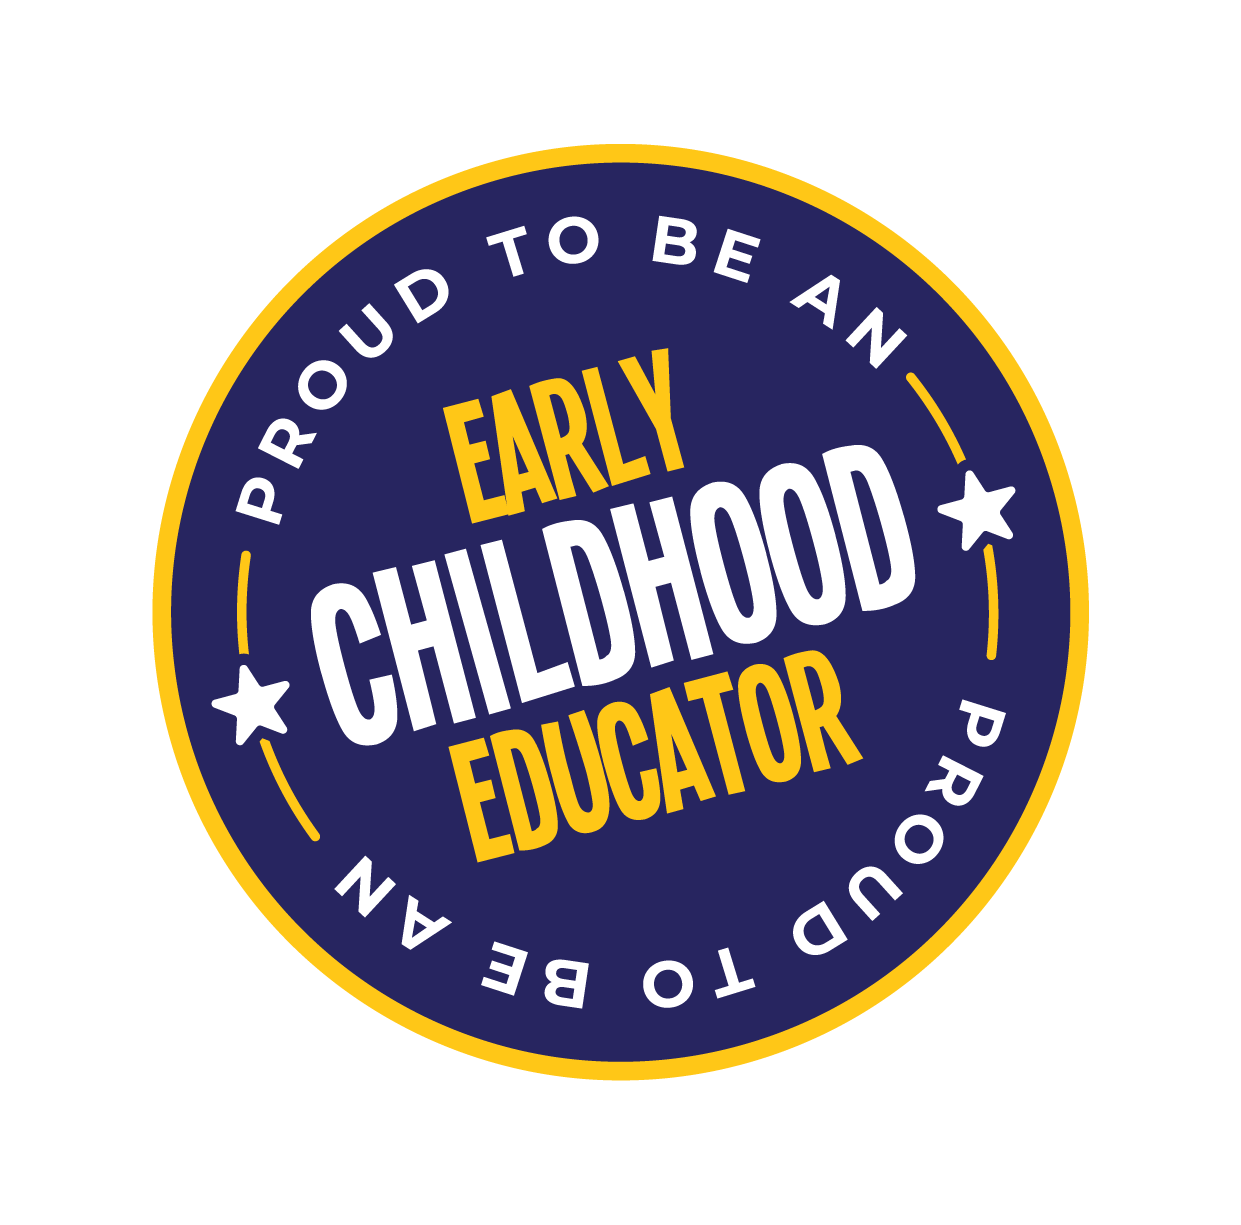 PROUD TO BE AN
EARLY
CHILDHOOD
EDUCATOR
PROUD TO BE AN